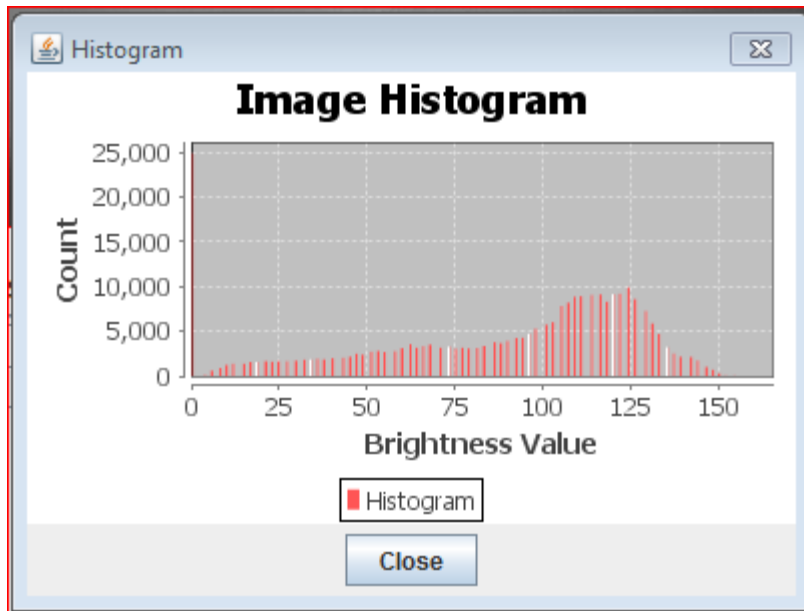 Histogram
Image Histogram
25,000
20,000
15,000
10,000
5,000
0
Count
0 25 50 75 100 125 150
Brightness Value
Histogram
Close